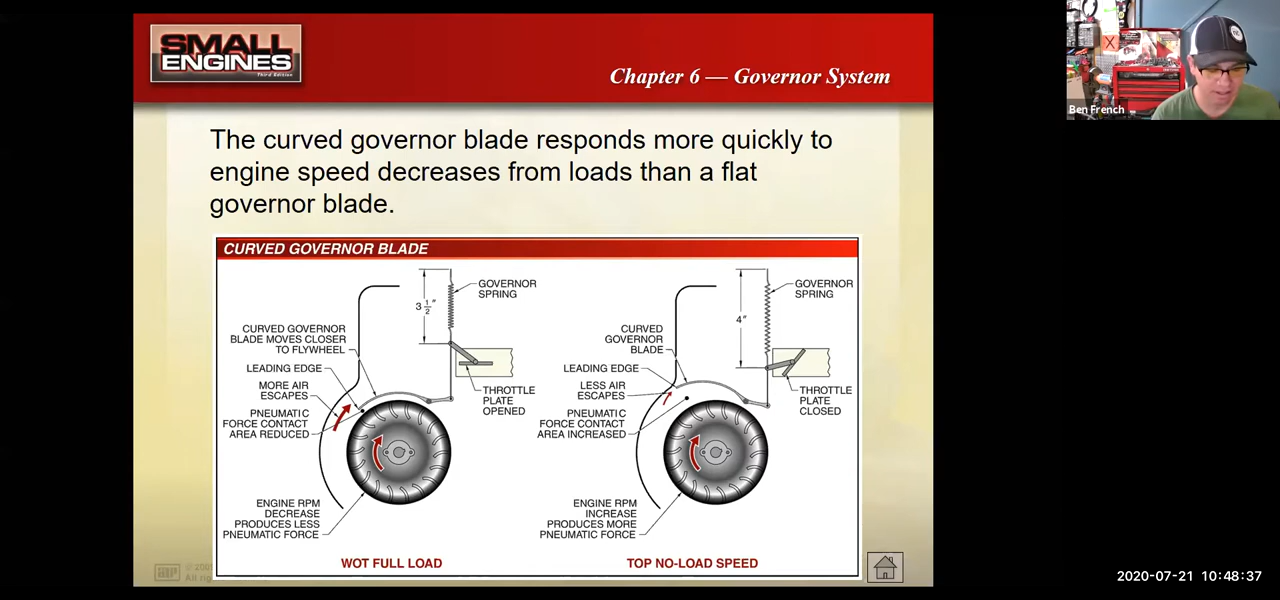 SMALL
ENGINES
Third Edition
Chapter 6 — Governor System
Ben French
The curved governor blade responds more quickly to
engine speed decreases from loads than a flat
governor blade.
CURVED GOVERNOR BLADE
GOVERNOR
SPRING
3 1/2"
CURVED GOVERNOR
BLADE MOVES CLOSER
TO FLYWHEEL
LEADING EDGE
MORE AIR
ESCAPES
PNEUMATIC
FORCE CONTACT
AREA REDUCED
THROTTLE
PLATE
OPENED
ENGINE RPM
DECREASE
PRODUCES LESS
PNEUMATIC FORCE
WOT FULL LOAD
GOVERNOR
SPRING
4"
CURVED
GOVERNOR
BLADE
LEADING EDGE
LESS AIR
ESCAPES
PNEUMATIC
FORCE CONTACT
AREA INCREASED
THROTTLE
PLATE
CLOSED
ENGINE RPM
INCREASE
PRODUCES MORE
PNEUMATIC FORCE
TOP NO-LOAD SPEED
All
2020-07-21 10:48:37